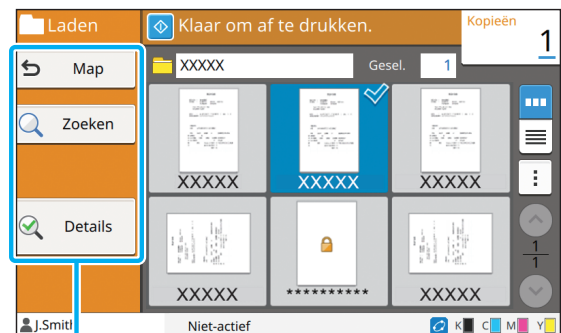 Laden
Klaar om af te drukken.
Kopieën
1
Map
XXXXX
Gesel.
1
Zoeken
Details
XXXXX
XXXXX
XXXXX
XXXXX
**********
XXXXX
1
1
J.Smith
Niet-actief
K
C
M
Y